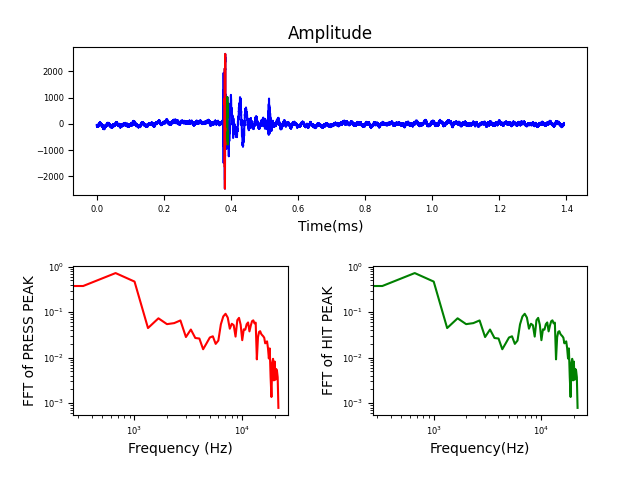 Amplitude
2000
1000
0
−1000
−2000
0.0 0.2 0.4 0.6 0.8 1.0 1.2 1.4
Time(ms)
FFT of PRESS PEAK
10⁰
10⁻¹
10⁻²
10⁻³
10³ 10⁴
Frequency (Hz)
FFT of HIT PEAK
10⁰
10⁻¹
10⁻²
10⁻³
10³ 10⁴
Frequency(Hz)